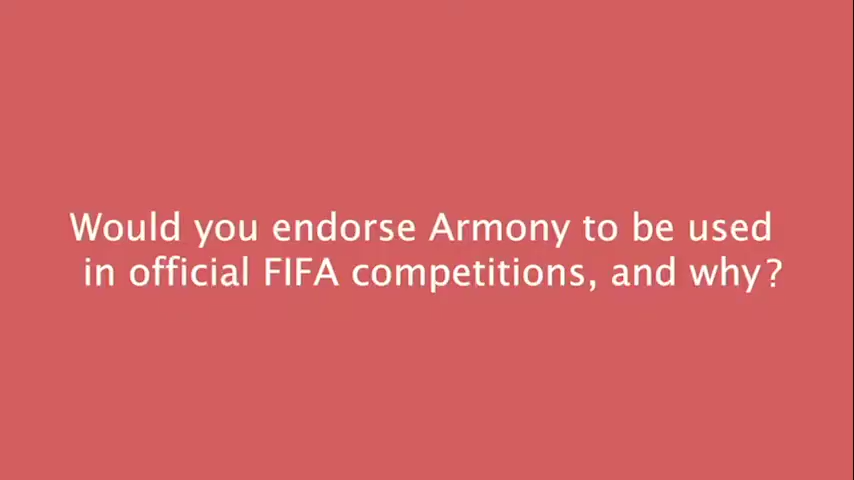 Would you endorse Armony to be used
in official FIFA competitions, and why?